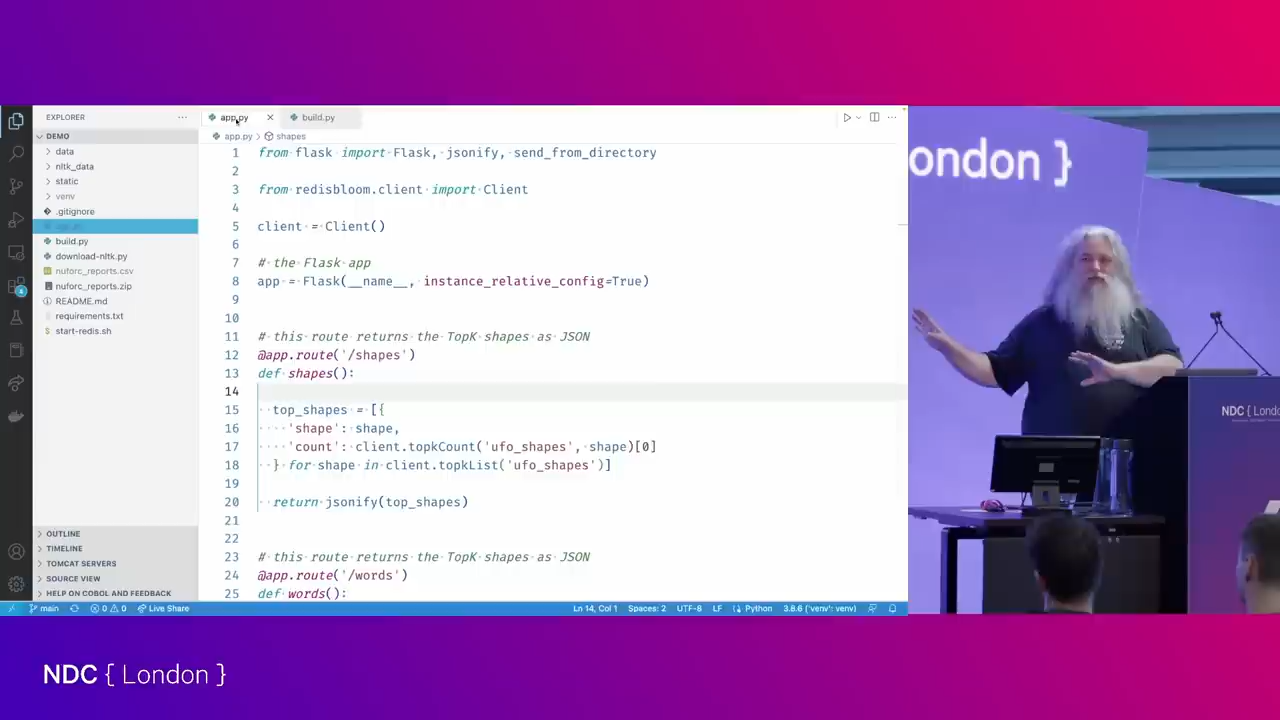 EXPLORER
DEMO
data
nltk_data
static
venv
.gitignore
build.py
download-nltk.py
nuforc_reports.csv
nuforc_reports.zip
README.md
requirements.txt
start-redis.sh
OUTLINE
TIMELINE
TOMCAT SERVERS
SOURCE VIEW
HELP ON COBOL AND FEEDBACK
app.py
build.py
app.py > shapes
1 from flask import Flask, jsonify, send_from_directory
2
3 from redisbloom.client import Client
4
5 client = Client()
6
7 # the Flask app
8 app = Flask(__name__, instance_relative_config=True)
9
10
11 # this route returns the TopK shapes as JSON
12 @app.route('/shapes')
13 def shapes():
14
15 top_shapes = [{
16 'shape': shape,
17 'count': client.topkCount('ufo_shapes', shape)[0]
18 } for shape in client.topkList('ufo_shapes')]
19
20 return jsonify(top_shapes)
21
22
23 # this route returns the TopK shapes as JSON
24 @app.route('/words')
25 def words():
main 0 0 Live Share Ln 14, Col 1 Spaces: 2 UTF-8 LF Python 3.8.6 ('venv': venv)
ondon }
NDC { Londo
NDC { London }